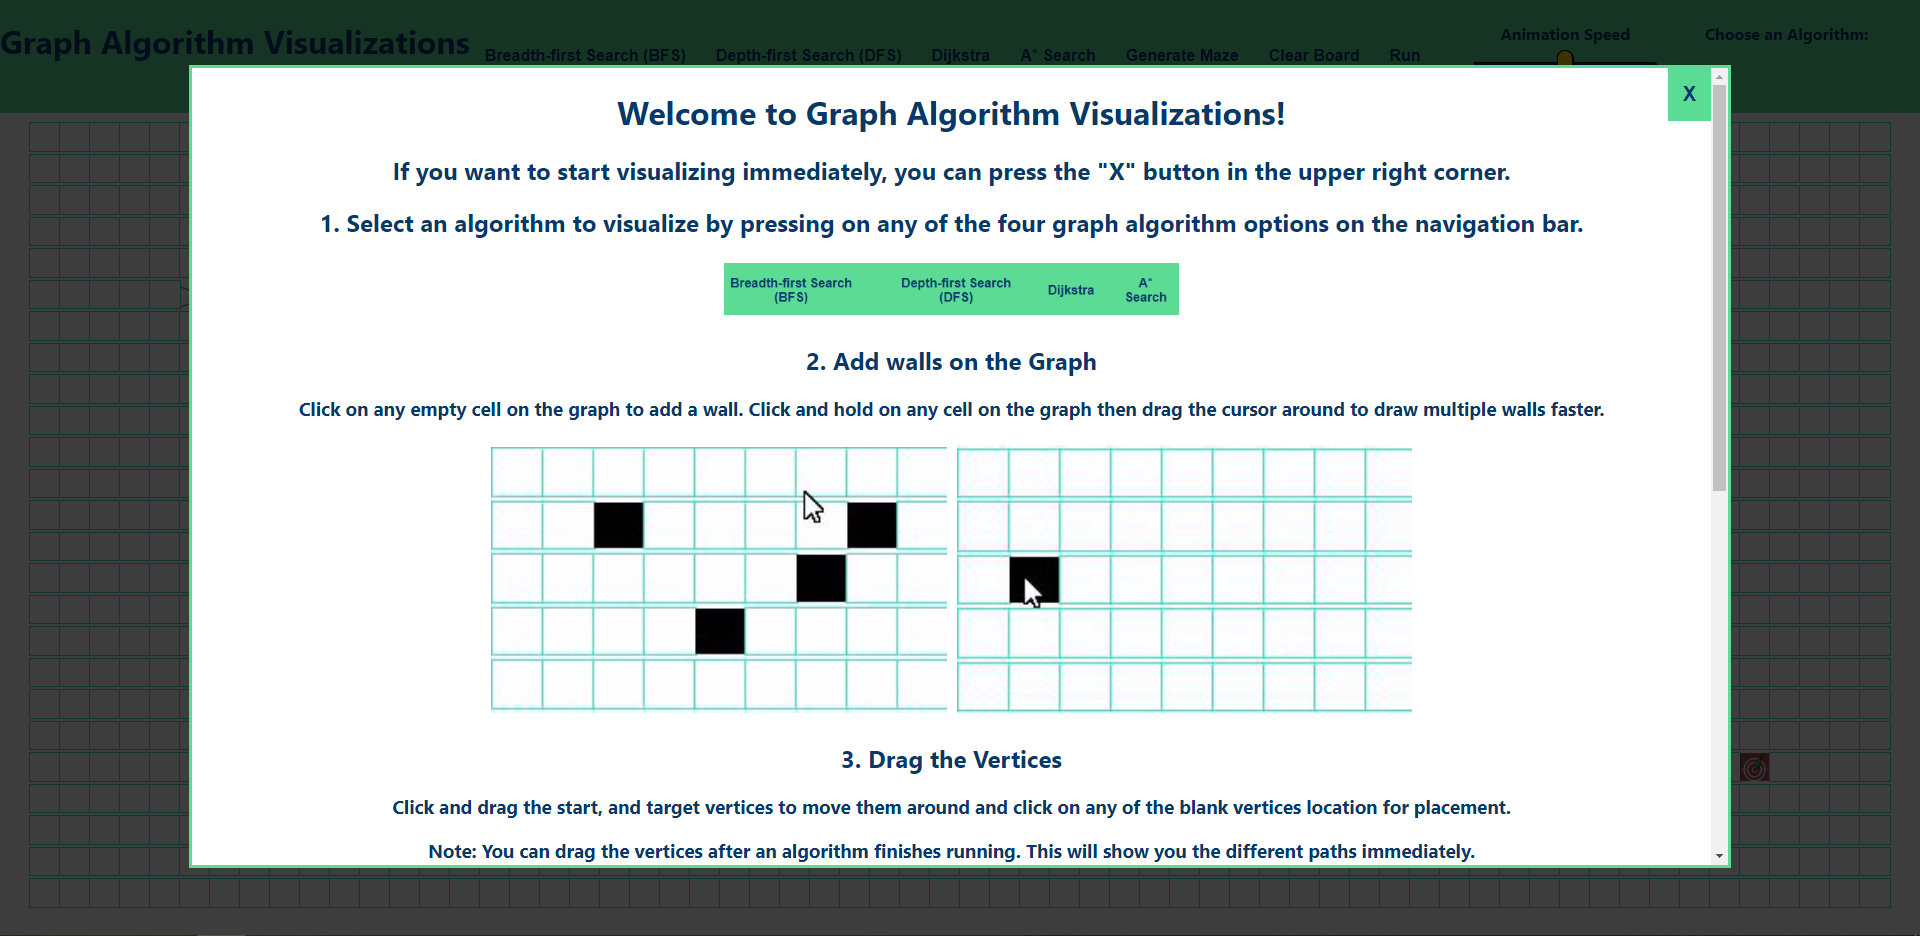 Graph Algorithm Visualizations
Breadth-first Search (BFS)
Depth-first Search (DFS)
Dijkstra
A* Search
Generate Maze
Clear Board
Run
Animation Speed
Choose an Algorithm:
X
Welcome to Graph Algorithm Visualizations!
If you want to start visualizing immediately, you can press the "X" button in the upper right corner.
1. Select an algorithm to visualize by pressing on any of the four graph algorithm options on the navigation bar.
Breadth-first Search
(BFS)
Depth-first Search
(DFS)
Dijkstra
A*
Search
2. Add walls on the Graph
Click on any empty cell on the graph to add a wall. Click and hold on any cell on the graph then drag the cursor around to draw multiple walls faster.
3. Drag the Vertices
Click and drag the start, and target vertices to move them around and click on any of the blank vertices location for placement.
Note: You can drag the vertices after an algorithm finishes running. This will show you the different paths immediately.